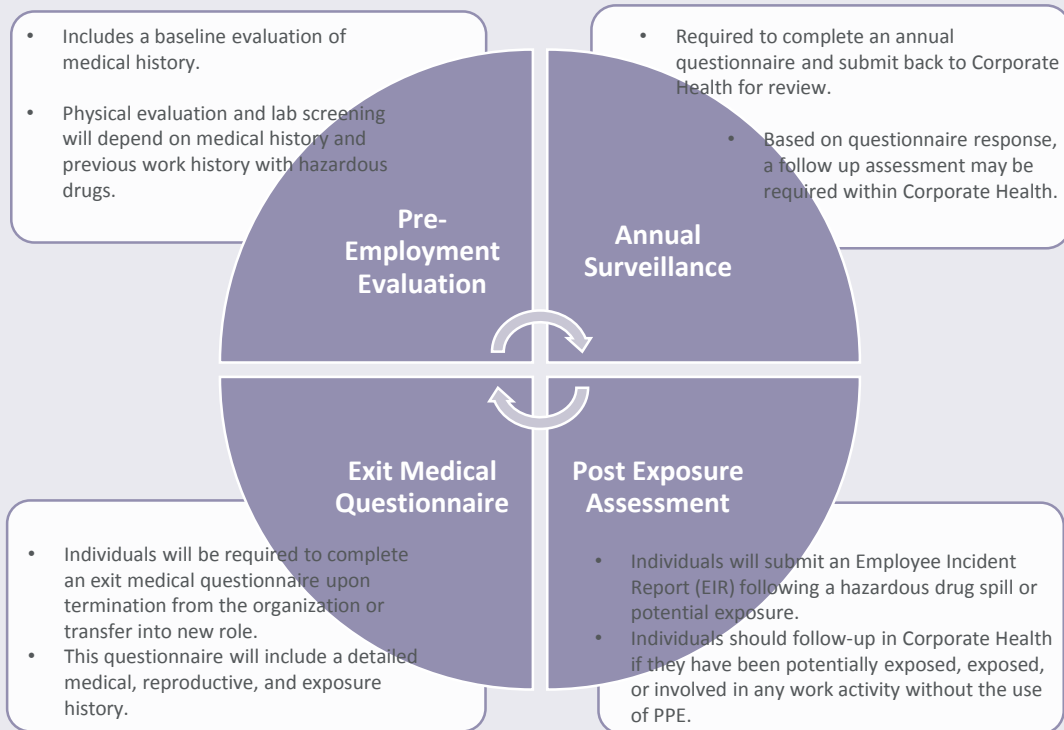 • Includes a baseline evaluation of
medical history.
• Physical evaluation and lab screening
will depend on medical history and
previous work history with hazardous
drugs.
• Required to complete an annual
questionnaire and submit back to Corporate
Health for review.
• Based on questionnaire response,
a follow up assessment may be
required within Corporate Health.
Pre-
Employment
Evaluation
Annual
Surveillance
Exit Medical
Questionnaire
Post Exposure
Assessment
• Individuals will be required to complete
an exit medical questionnaire upon
termination from the organization or
transfer into new role.
• This questionnaire will include a detailed
medical, reproductive, and exposure
history.
• Individuals will submit an Employee Incident
Report (EIR) following a hazardous drug spill or
potential exposure.
• Individuals should follow-up in Corporate Health
if they have been potentially exposed, exposed,
or involved in any work activity without the use
of PPE.